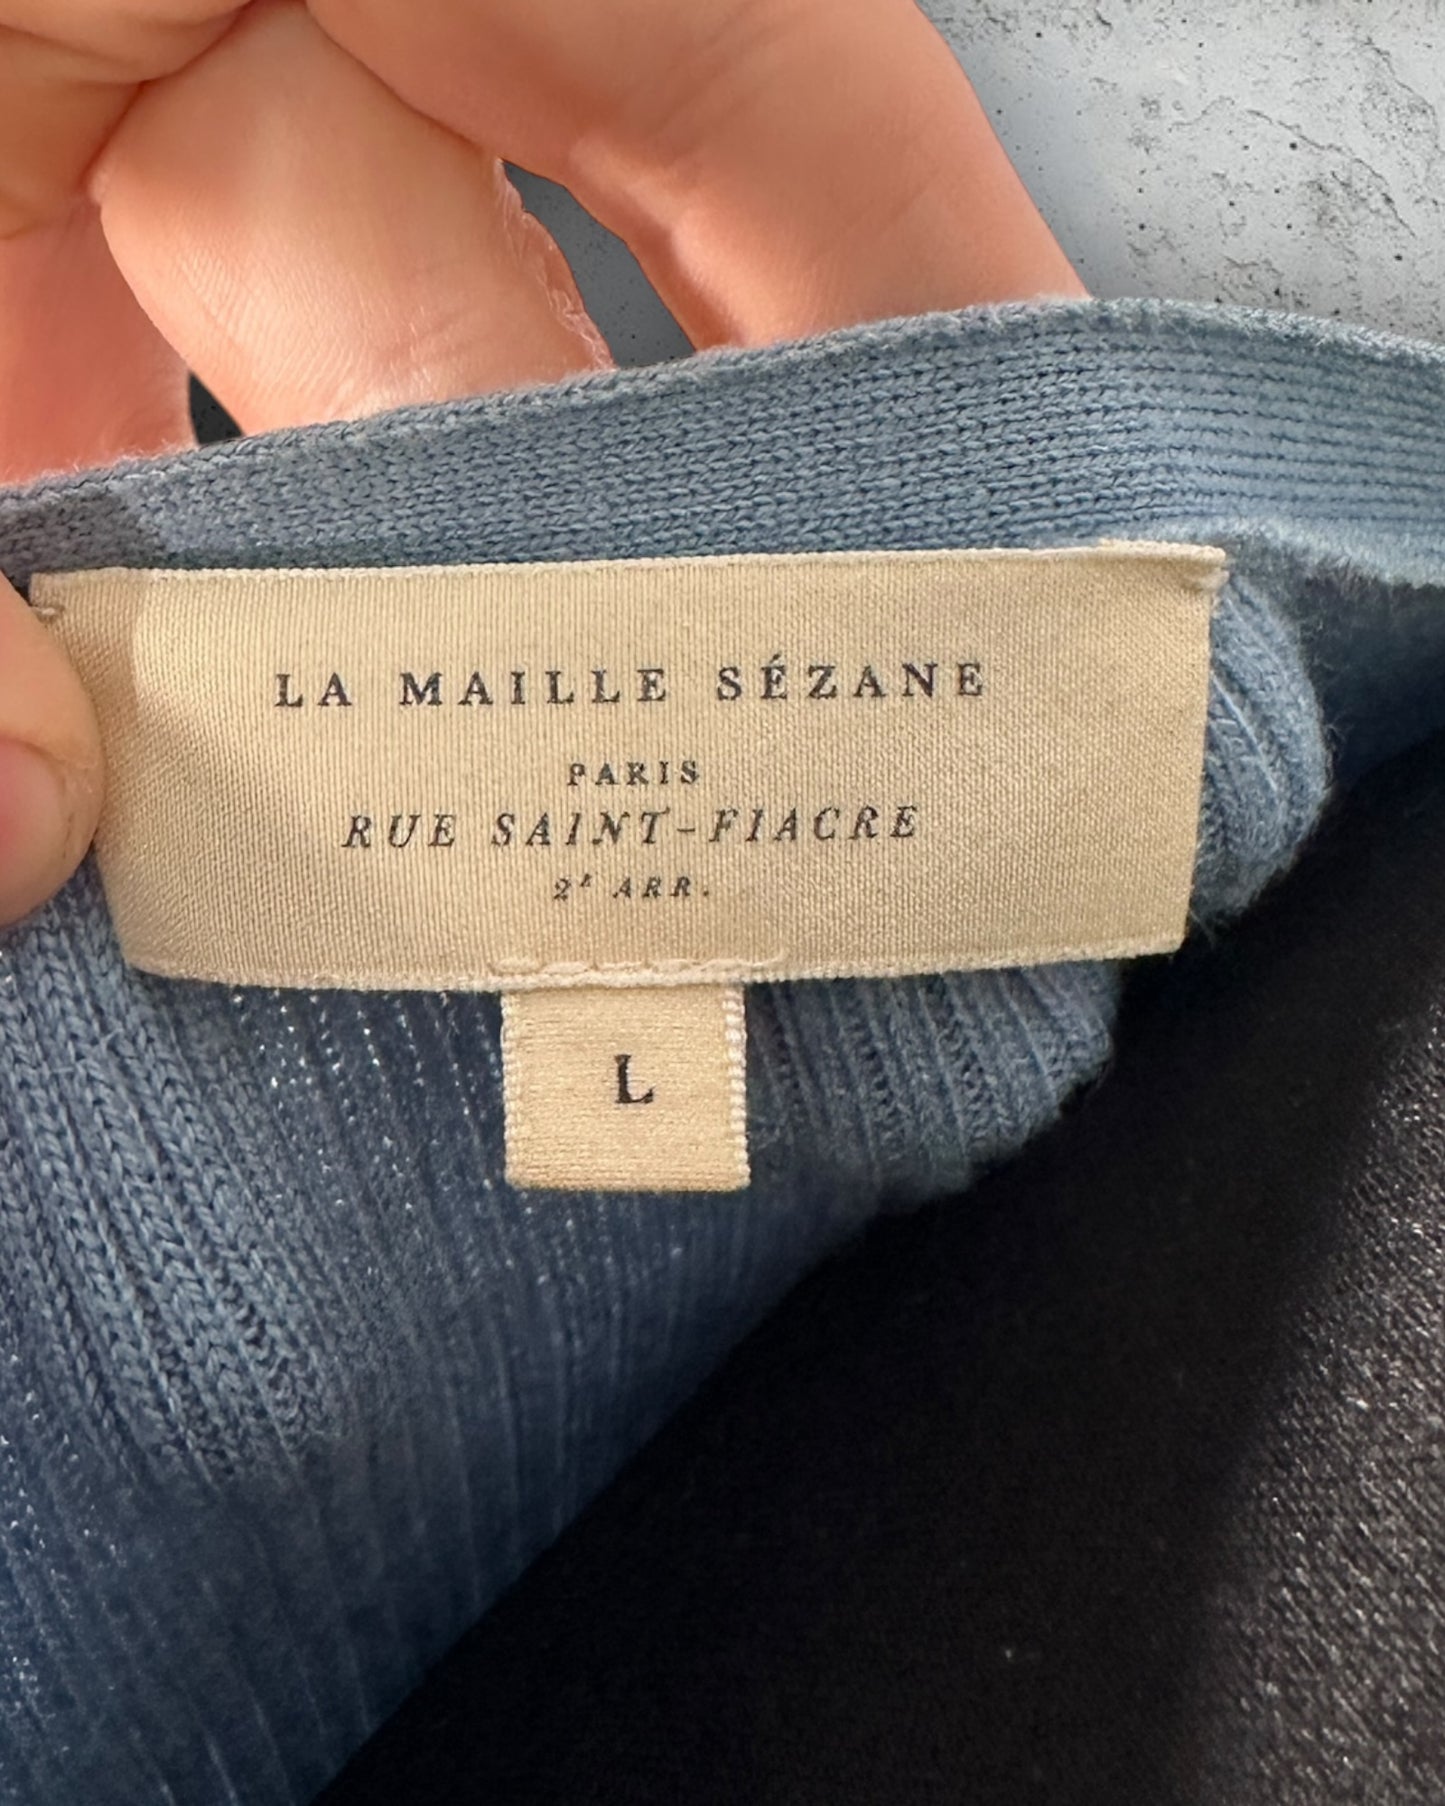 LA MAILLE SÉZANE
PARIS
RUE SAINT-FIACRE
2ᴱ ARR.
L